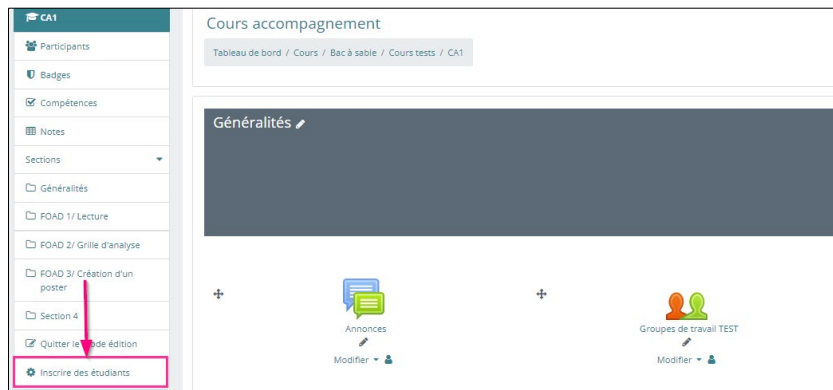 CA1
Participants
Badges
Compétences
Notes
Sections
Généralités
FOAD 1/ Lecture
FOAD 2/ Grille d'analyse
FOAD 3/ Création d'un
poster
Section 4
Quitter le mode édition
Inscrire des étudiants
Cours accompagnement
Tableau de bord / Cours / Bac à sable / Cours tests / CA1
Généralités
Annonces
Modifier
Groupes de travail TEST
Modifier